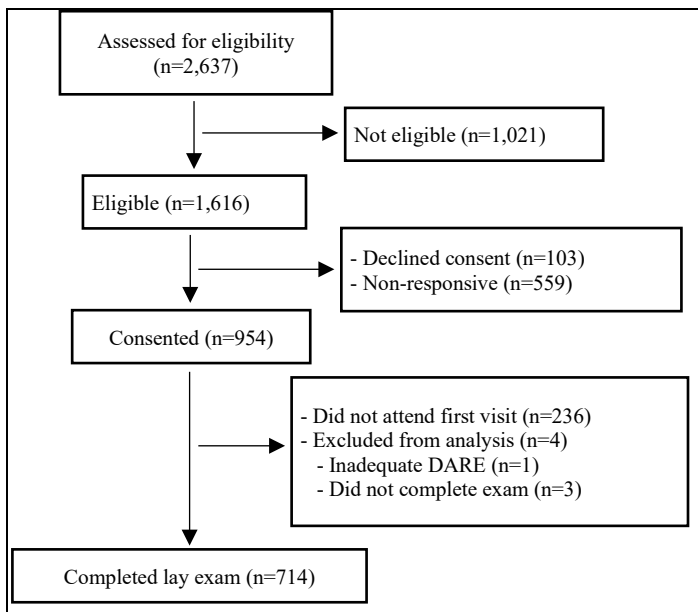 Assessed for eligibility
(n=2,637)
Not eligible (n=1,021)
Eligible (n=1,616)
- Declined consent (n=103)
- Non-responsive (n=559)
Consented (n=954)
- Did not attend first visit (n=236)
- Excluded from analysis (n=4)
- Inadequate DARE (n=1)
- Did not complete exam (n=3)
Completed lay exam (n=714)